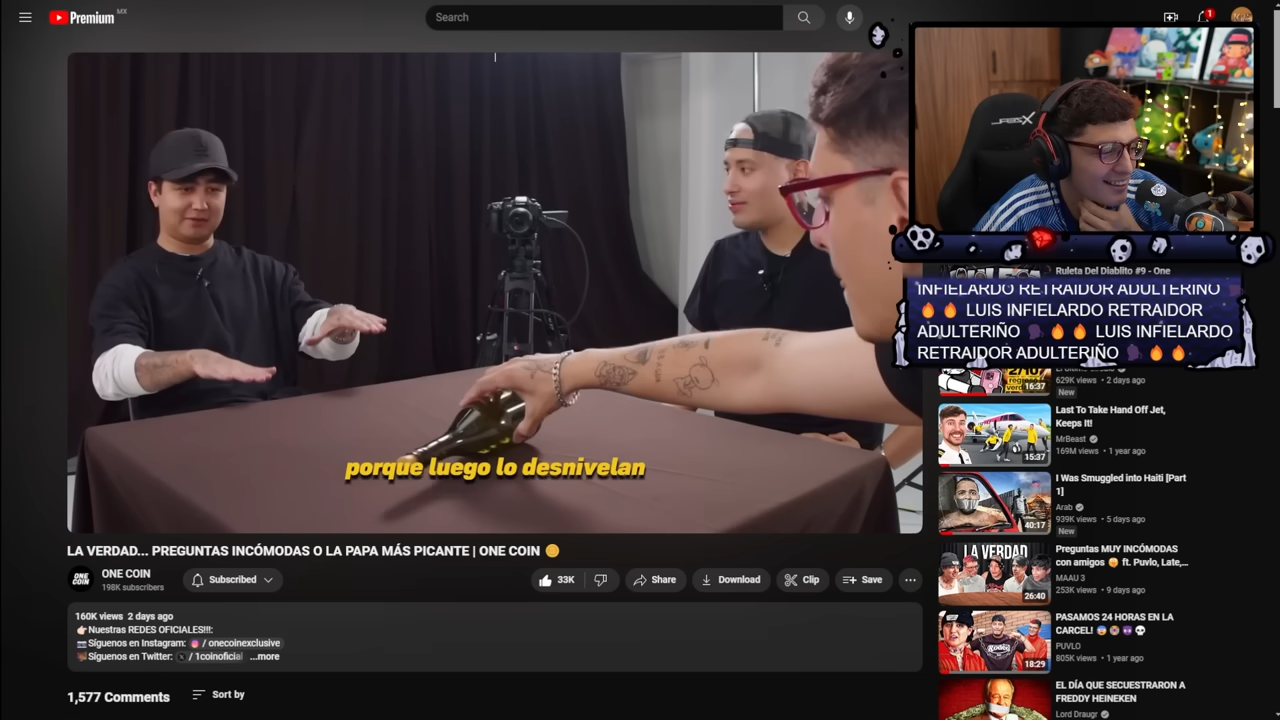 Premium MX
Search
1
porque luego lo desnivelan
LA VERDAD... PREGUNTAS INCÓMODAS O LA PAPA MÁS PICANTE | ONE COIN
ONE COIN
ONE COIN
198K subscribers
Subscribed
33K
Share
Download
Clip
Save
160K views 2 days ago
Nuestras REDES OFICIALES!!!:
Síguenos en Instagram: / onecoinexclusive
Síguenos en Twitter: / 1coinoficial ...more
1,577 Comments
Sort by
Ruleta Del Diablito #9 - One
INFIELARDO RETRAIDOR ADULTERIÑO
🔥 🔥 LUIS INFIELARDO RETRAIDOR
ADULTERIÑO 🗣 🔥 🔥 LUIS INFIELARDO
RETRAIDOR ADULTERIÑO 🗣 🔥 🔥
16:37
629K views • 2 days ago
New
15:37
Last To Take Hand Off Jet,
Keeps It!
MrBeast
169M views • 1 year ago
40:17
I Was Smuggled into Haiti [Part
1]
Arab
939K views • 5 days ago
New
LA VERDAD
26:40
Preguntas MUY INCÓMODAS
con amigos 😳 ft. Puvlo, Late,...
MAAU 3
253K views • 9 days ago
18:29
PASAMOS 24 HORAS EN LA
CARCEL!
PUVLO
805K views • 1 year ago
EL DÍA QUE SECUESTRARON A
FREDDY HEINEKEN
Lord Draugr